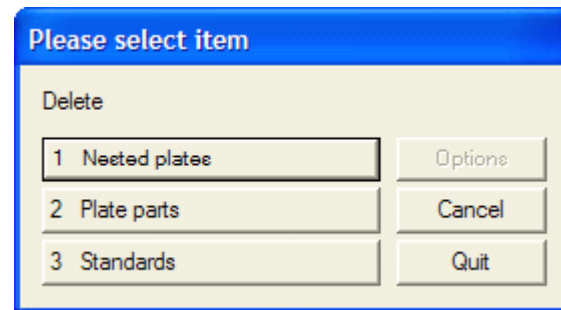 Please select item
Delete
1 Nested plates
Options
2 Plate parts
Cancel
3 Standards
Quit